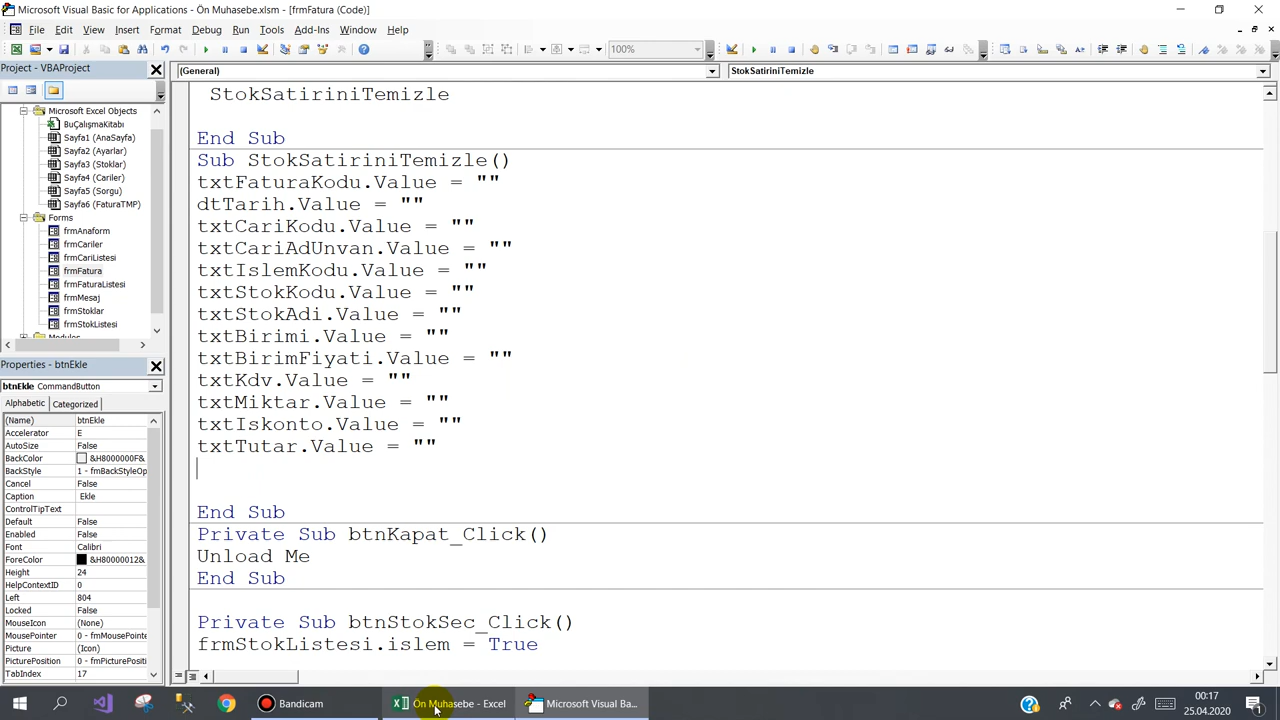 Microsoft Visual Basic for Applications - Ön Muhasebe.xlsm - [frmFatura (Code)]
File Edit View Insert Format Debug Run Tools Add-Ins Window Help
100%
Project - VBAProject
(General)
StokSatiriniTemizle
Microsoft Excel Objects
BuÇalışmaKitabı
Sayfa1 (AnaSayfa)
Sayfa2 (Ayarlar)
Sayfa3 (Stoklar)
Sayfa4 (Cariler)
Sayfa5 (Sorgu)
Sayfa6 (FaturaTMP)
Forms
frmAnaform
frmCariler
frmCariListesi
frmFatura
frmFaturaListesi
frmMesaj
frmStoklar
frmStokListesi
Modules
Properties - btnEkle
btnEkle CommandButton
Alphabetic Categorized
(Name) btnEkle
Accelerator E
AutoSize False
BackColor &H8000000F&
BackStyle 1 - fmBackStyleOp
Cancel False
Caption Ekle
ControlTipText
Default False
Enabled False
Font Calibri
ForeColor &H80000012&
Height 24
HelpContextID 0
Left 804
Locked False
MouseIcon (None)
MousePointer 0 - fmMousePointe
Picture (None)
PicturePosition 0 - fmPicturePositi
TabIndex 17
StokSatiriniTemizle
End Sub
Sub StokSatiriniTemizle()
txtFaturaKodu.Value = ""
dtTarih.Value = ""
txtCariKodu.Value = ""
txtCariAdUnvan.Value = ""
txtIslemKodu.Value = ""
txtStokKodu.Value = ""
txtStokAdi.Value = ""
txtBirimi.Value = ""
txtBirimFiyati.Value = ""
txtKdv.Value = ""
txtMiktar.Value = ""
txtIskonto.Value = ""
txtTutar.Value = ""
End Sub
Private Sub btnKapat_Click()
Unload Me
End Sub
Private Sub btnStokSec_Click()
frmStokListesi.islem = True
Bandicam
Ön Muhasebe - Excel
Microsoft Visual Ba...
00:17
25.04.2020